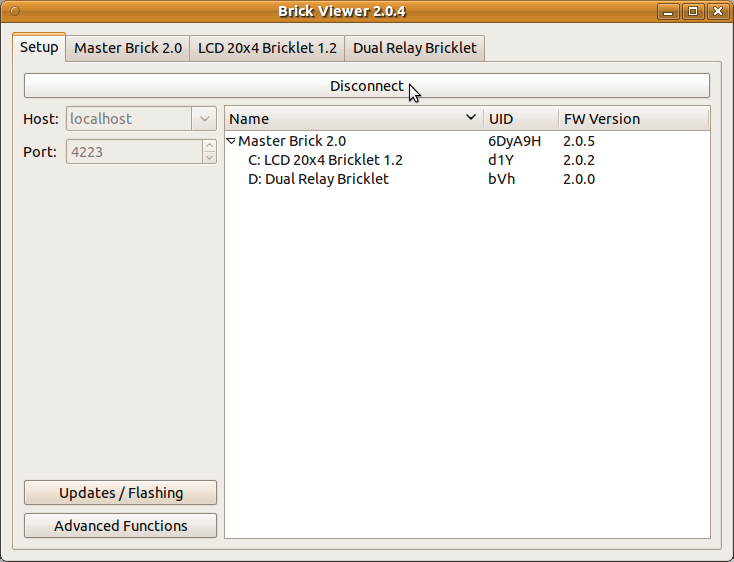 Brick Viewer 2.0.4
Setup Master Brick 2.0 LCD 20x4 Bricklet 1.2 Dual Relay Bricklet
Disconnect
Host: localhost
Port: 4223
Name UID FW Version
Master Brick 2.0 6DyA9H 2.0.5
C: LCD 20x4 Bricklet 1.2 d1Y 2.0.2
D: Dual Relay Bricklet bVh 2.0.0
Updates / Flashing
Advanced Functions